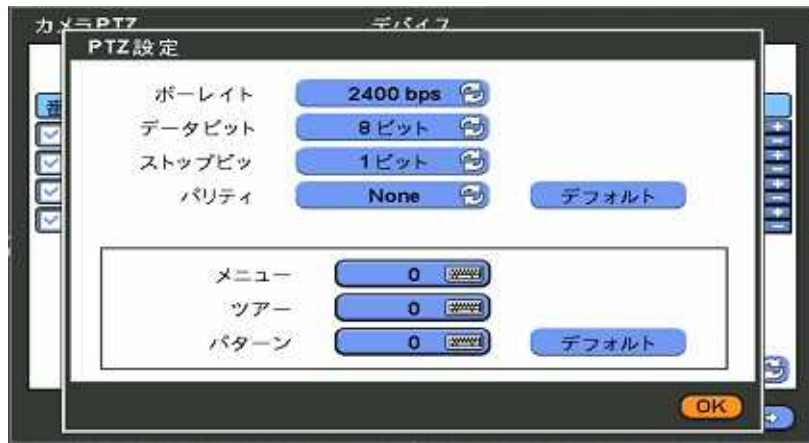 カメラPTZ デバイス
PTZ設定
番
ボーレイト 2400 bps
データビット 8ビット
ストップビッ 1ビット
パリティ None デフォルト
メニュー 0
ツアー 0
パターン 0 デフォルト
OK